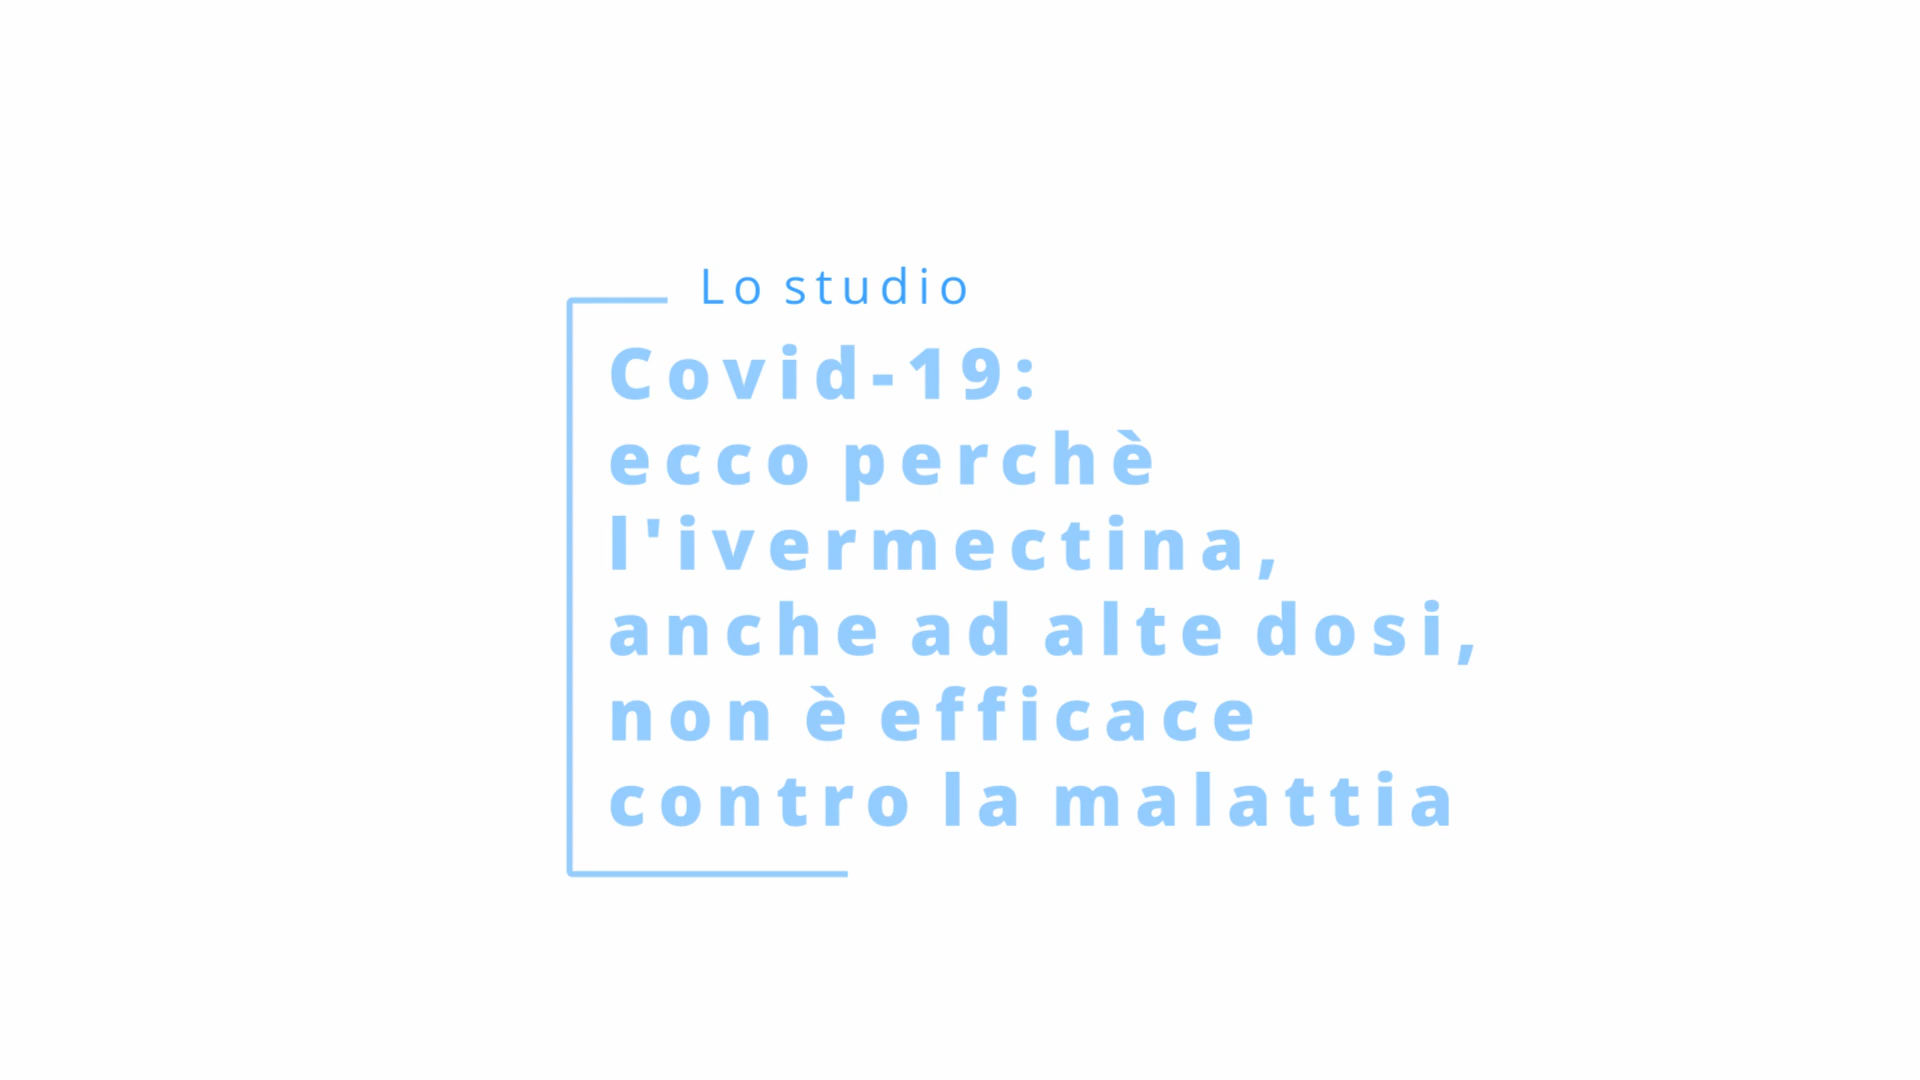 Lo studio
Covid-19:
ecco perchè
l'ivermectina,
anche ad alte dosi,
non è efficace
contro la malattia